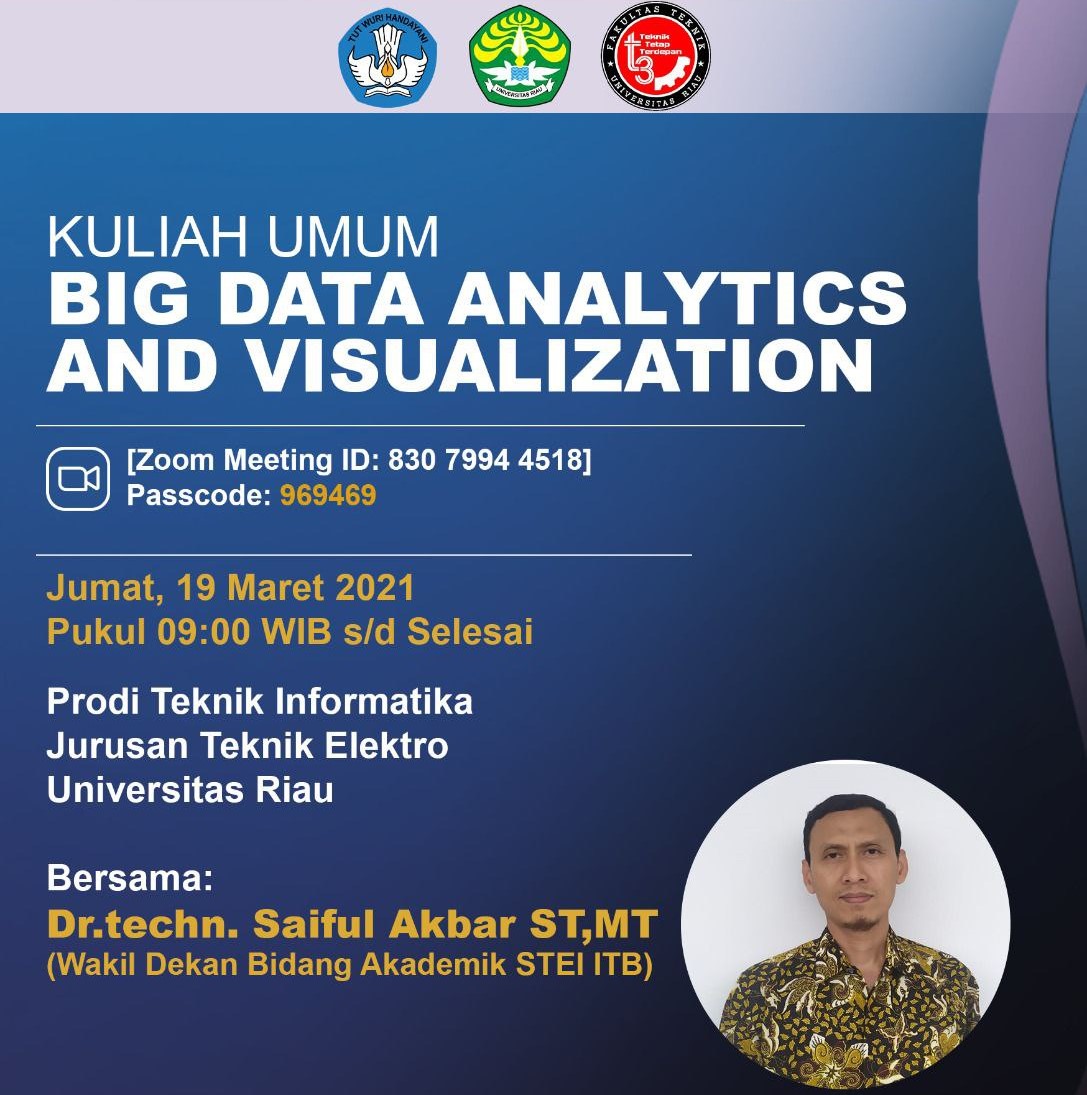 TUT WURI HANDAYANI
UNIVERSITAS RIAU
FAKULTAS TEKNIK
Teknik
Tetap
Terdepan
t3
UNIVERSITAS RIAU
KULIAH UMUM
BIG DATA ANALYTICS
AND VISUALIZATION
[Zoom Meeting ID: 830 7994 4518]
Passcode: 969469
Jumat, 19 Maret 2021
Pukul 09:00 WIB s/d Selesai
Prodi Teknik Informatika
Jurusan Teknik Elektro
Universitas Riau
Bersama:
Dr.techn. Saiful Akbar ST,MT
(Wakil Dekan Bidang Akademik STEI ITB)